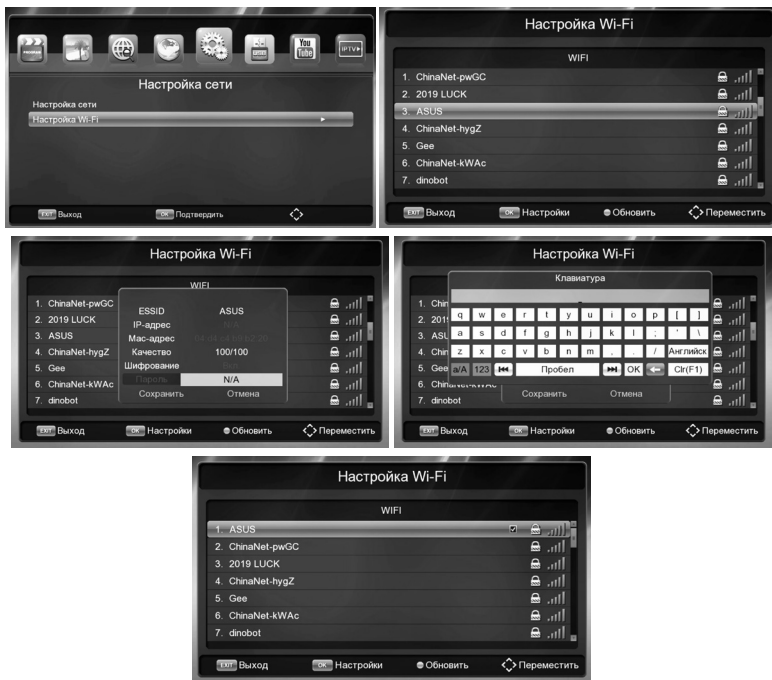 PROGRAM
You
Tube
IPTV
Настройка сети
Настройка сети
Настройка Wi-Fi
EXIT Выход
OK Подтвердить
Настройка Wi-Fi
WIFI
1. ChinaNet-pwGC
2. 2019 LUCK
3. ASUS
4. ChinaNet-hygZ
5. Gee
6. ChinaNet-kWAc
7. dinobot
EXIT Выход
OK Настройки
Обновить
Переместить
Настройка Wi-Fi
WIFI
1. ChinaNet-pwGC
2. 2019 LUCK
3. ASUS
4. ChinaNet-hygZ
5. Gee
6. ChinaNet-kWAc
7. dinobot
ESSID ASUS
IP-адрес N/A
Mac-адрес
Качество 100/100
Шифрование
Пароль N/A
Сохранить Отмена
EXIT Выход
OK Настройки
Обновить
Переместить
Настройка Wi-Fi
Клавиатура
1. Chin
2. 201
3. ASU
4. Chin
5. Gee
6. ChinaNet-kWAc
7. dinobot
q w e r t y u i o p [ ]
a s d f g h j k l ; ' \
z x c v b n m , . / Английск
a/A 123 Пробел OK Clr(F1)
Сохранить Отмена
EXIT Выход
OK Настройки
Обновить
Переместить
Настройка Wi-Fi
WIFI
1. ASUS
2. ChinaNet-pwGC
3. 2019 LUCK
4. ChinaNet-hygZ
5. Gee
6. ChinaNet-kWAc
7. dinobot
EXIT Выход
OK Настройки
Обновить
Переместить